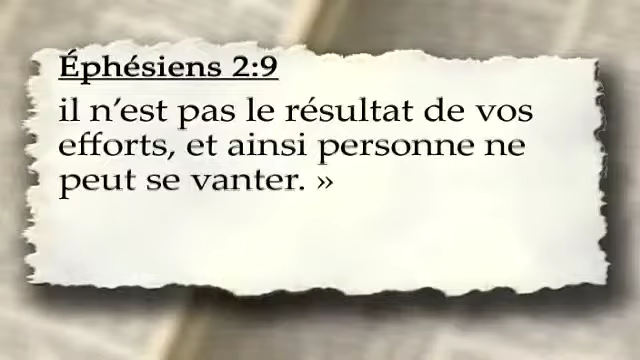 Éphésiens 2:9
il n’est pas le résultat de vos
efforts, et ainsi personne ne
peut se vanter. »